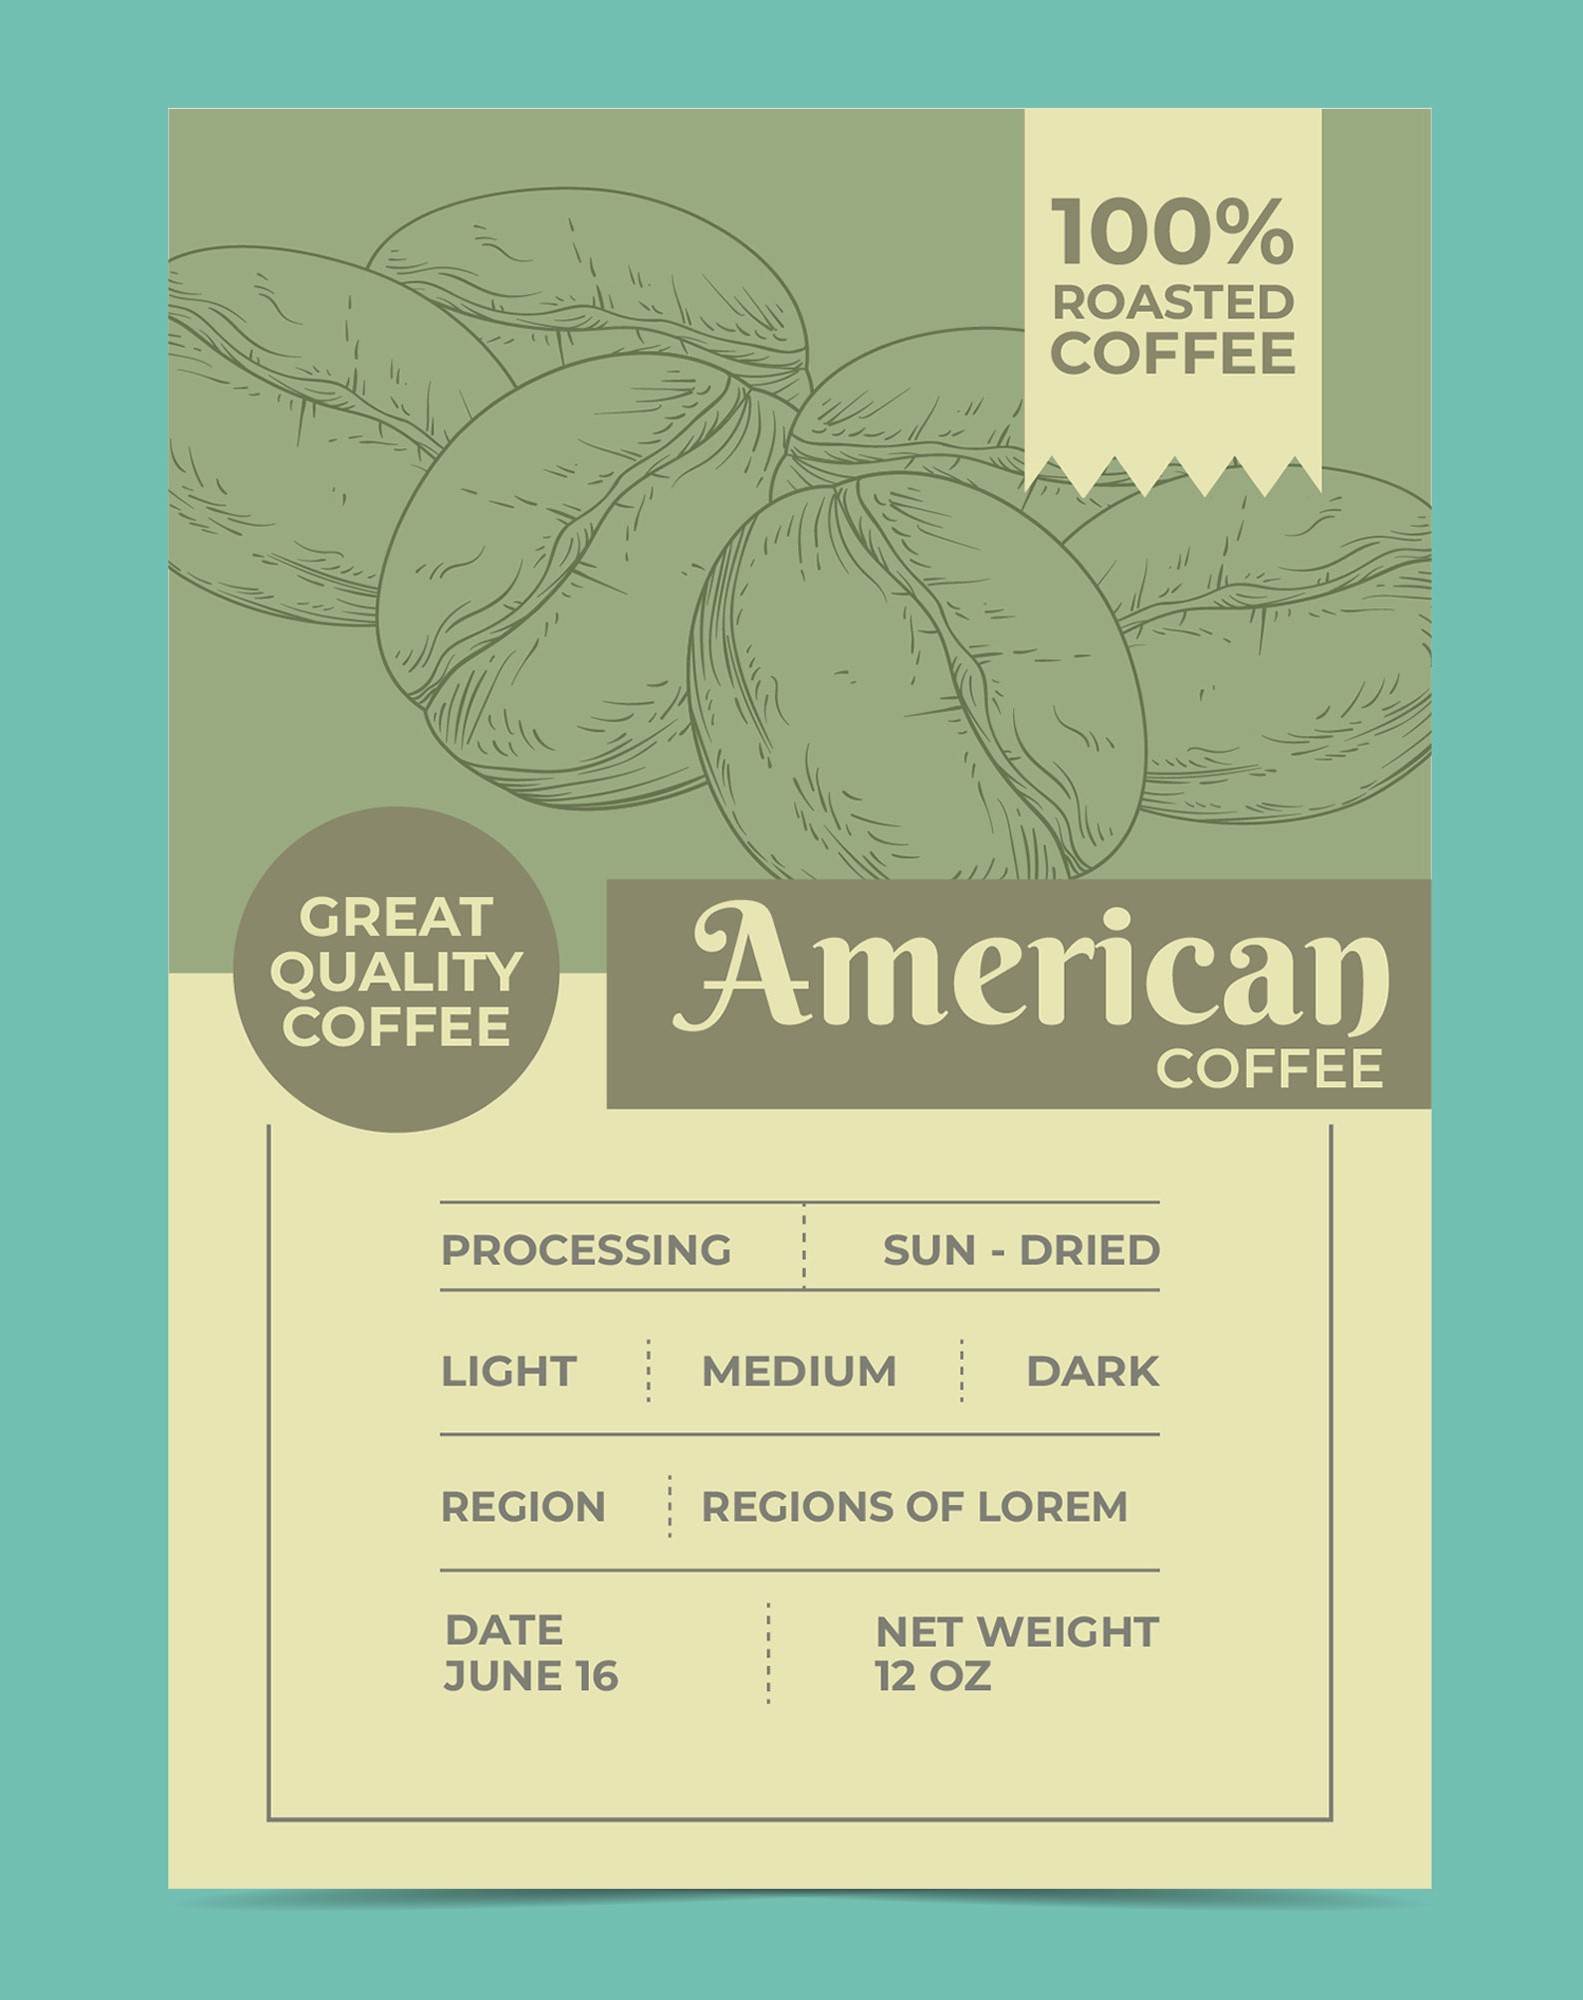 100%
ROASTED
COFFEE
GREAT
QUALITY
COFFEE
American
COFFEE
PROCESSING SUN - DRIED
LIGHT MEDIUM DARK
REGION REGIONS OF LOREM
DATE
JUNE 16
NET WEIGHT
12 OZ